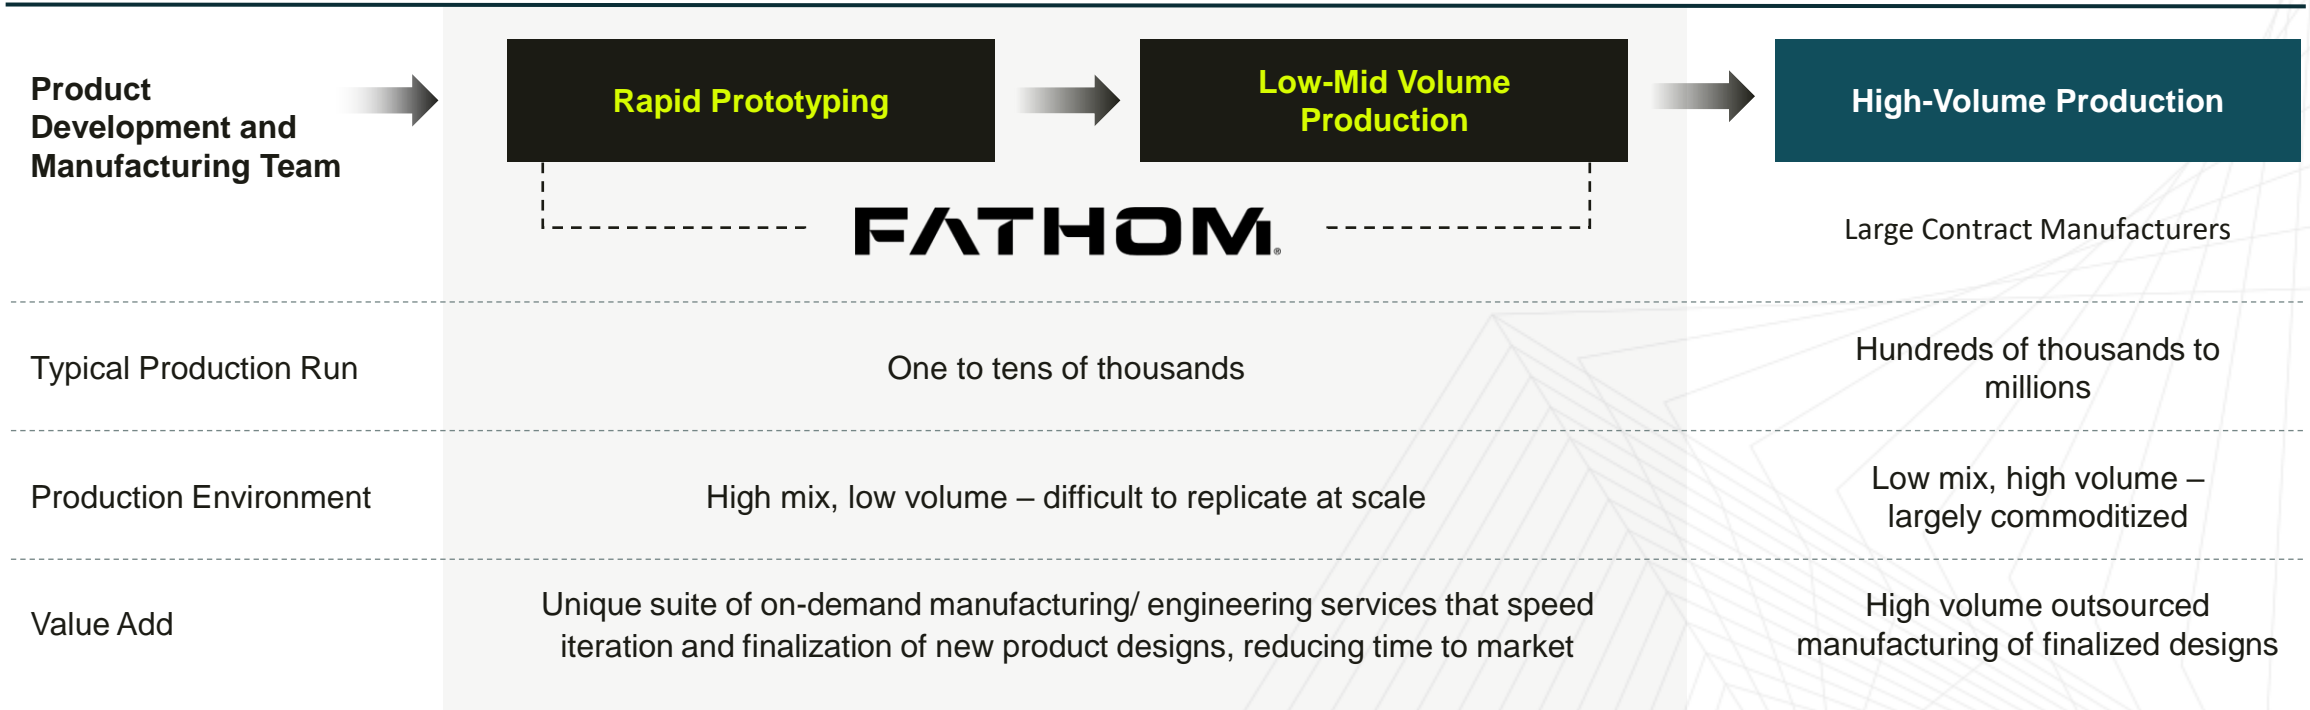 Product
Development and
Manufacturing Team
Rapid Prototyping
Low-Mid Volume
Production
High-Volume Production
FATHOM®
Large Contract Manufacturers
Typical Production Run
One to tens of thousands
Hundreds of thousands to
millions
Production Environment
High mix, low volume – difficult to replicate at scale
Low mix, high volume –
largely commoditized
Value Add
Unique suite of on-demand manufacturing/ engineering services that speed
iteration and finalization of new product designs, reducing time to market
High volume outsourced
manufacturing of finalized designs